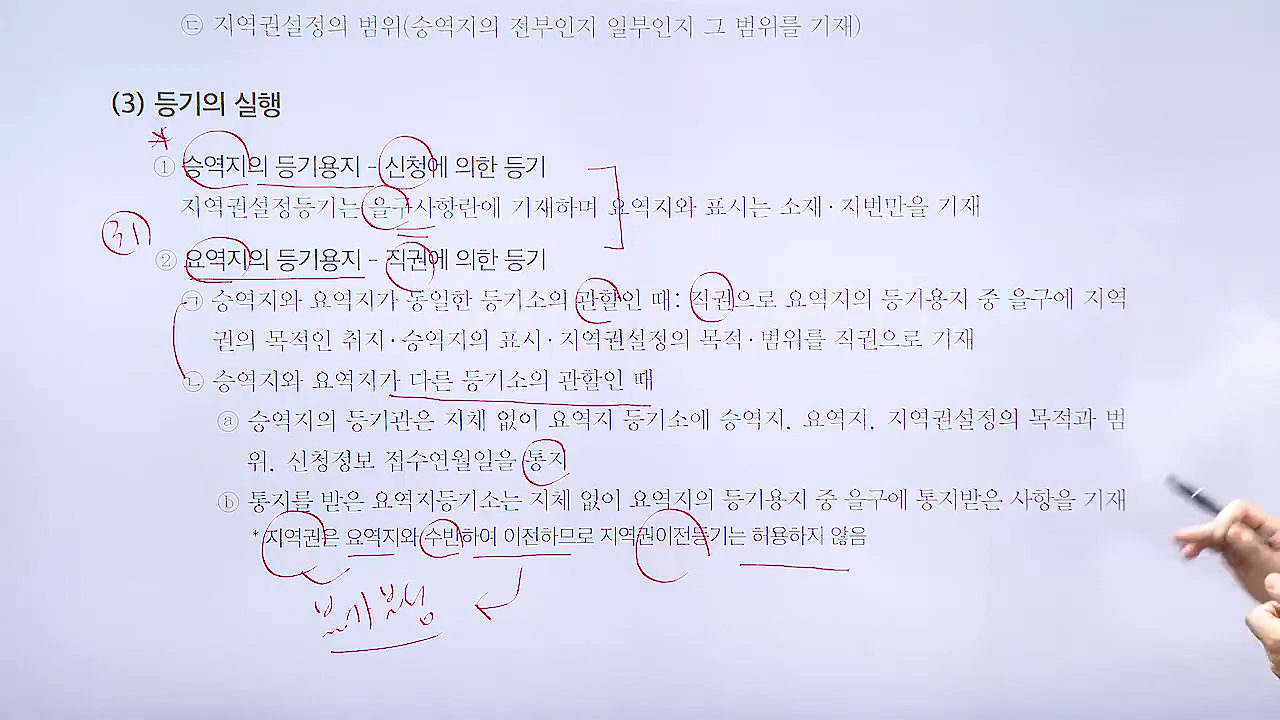 ㉢ 지역권설정의 범위(승역지의 전부인지 일부인지 그 범위를 기재)
(3) 등기의 실행
① 승역지의 등기용지 - 신청에 의한 등기
지역권설정등기는 을구사항란에 기재하며 요역지와 표시는 소재·지번만을 기재
② 요역지의 등기용지 - 직권에 의한 등기
㉠ 승역지와 요역지가 동일한 등기소의 관할인 때: 직권으로 요역지의 등기용지 중 을구에 지역
권의 목적인 취지·승역지의 표시·지역권설정의 목적·범위를 직권으로 기재
㉡ 승역지와 요역지가 다른 등기소의 관할인 때
ⓐ 승역지의 등기관은 지체 없이 요역지 등기소에 승역지, 요역지, 지역권설정의 목적과 범
위, 신청정보 접수연월일을 통지
ⓑ 통지를 받은 요역지등기소는 지체 없이 요역지의 등기용지 중 을구에 통지받은 사항을 기재
* 지역권은 요역지와 수반하여 이전하므로 지역권이전등기는 허용하지 않음